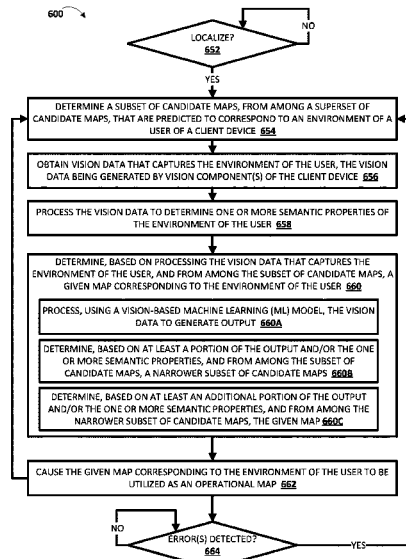 600
LOCALIZE?
652
NO
YES
DETERMINE A SUBSET OF CANDIDATE MAPS, FROM AMONG A SUPERSET OF
CANDIDATE MAPS, THAT ARE PREDICTED TO CORRESPOND TO AN ENVIRONMENT OF A
USER OF A CLIENT DEVICE 654
OBTAIN VISION DATA THAT CAPTURES THE ENVIRONMENT OF THE USER, THE VISION
DATA BEING GENERATED BY VISION COMPONENT(S) OF THE CLIENT DEVICE 656
PROCESS THE VISION DATA TO DETERMINE ONE OR MORE SEMANTIC PROPERTIES OF
THE ENVIRONMENT OF THE USER 658
DETERMINE, BASED ON PROCESSING THE VISION DATA THAT CAPTURES THE
ENVIRONMENT OF THE USER, AND FROM AMONG THE SUBSET OF CANDIDATE MAPS, A
GIVEN MAP CORRESPONDING TO THE ENVIRONMENT OF THE USER 660
PROCESS, USING A VISION-BASED MACHINE LEARNING (ML) MODEL, THE VISION
DATA TO GENERATE OUTPUT 660A
DETERMINE, BASED ON AT LEAST A PORTION OF THE OUTPUT AND/OR THE ONE
OR MORE SEMANTIC PROPERTIES, AND FROM AMONG THE SUBSET OF
CANDIDATE MAPS, A NARROWER SUBSET OF CANDIDATE MAPS 660B
DETERMINE, BASED ON AT LEAST AN ADDITIONAL PORTION OF THE OUTPUT
AND/OR THE ONE OR MORE SEMANTIC PROPERTIES, AND FROM AMONG THE
NARROWER SUBSET OF CANDIDATE MAPS, THE GIVEN MAP 660C
CAUSE THE GIVEN MAP CORRESPONDING TO THE ENVIRONMENT OF THE USER TO BE
UTILIZED AS AN OPERATIONAL MAP 662
NO
ERROR(S) DETECTED?
664
YES